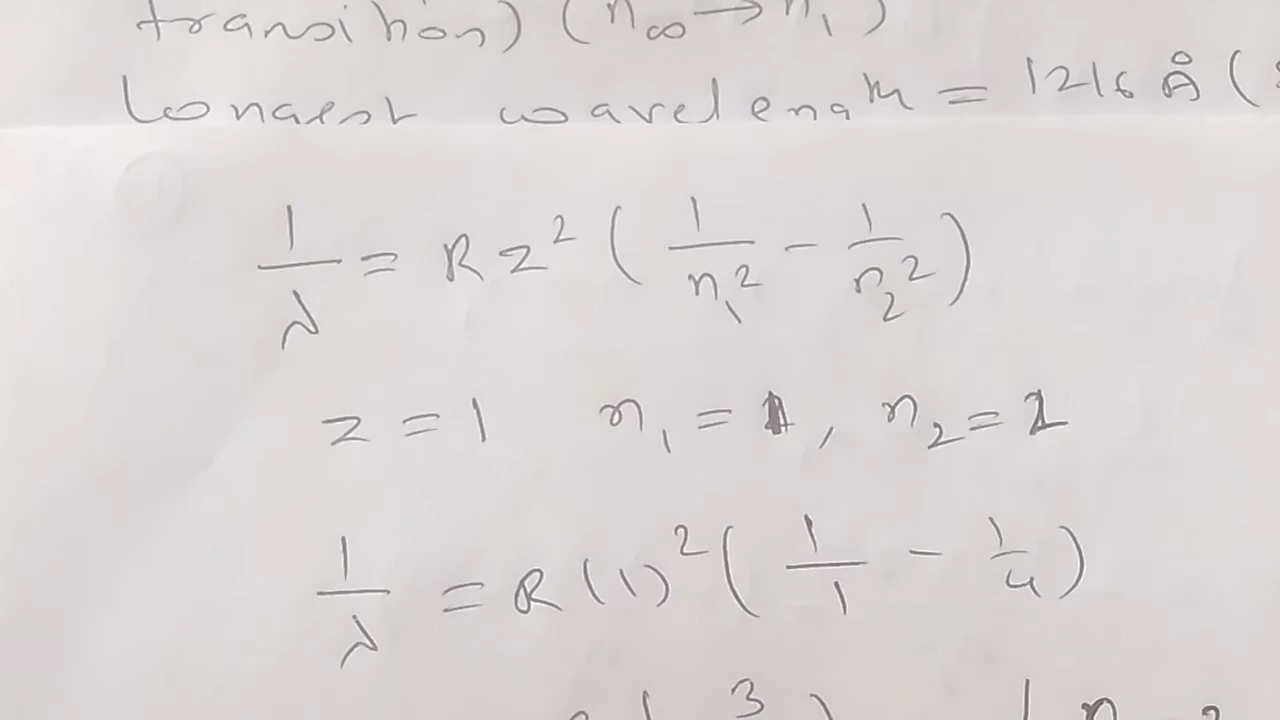 transition) (n∞ → n₁)
Longest wavelength = 1216 Å (
1/λ = R z² ( 1/n₁² - 1/n₂² )
z = 1 n₁ = 1, n₂ = 2
1/λ = R (1)² ( 1/1 - 1/4 )
3